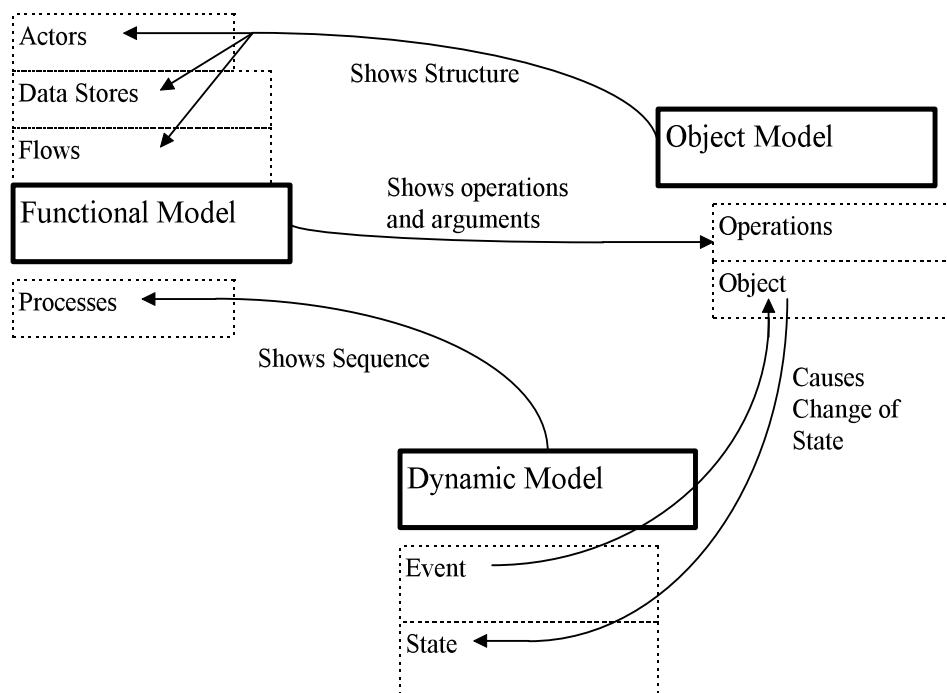 Actors
Data Stores
Flows
Functional Model
Processes
Shows Structure
Object Model
Shows operations
and arguments
Operations
Object
Shows Sequence
Causes
Change of
State
Dynamic Model
Event
State